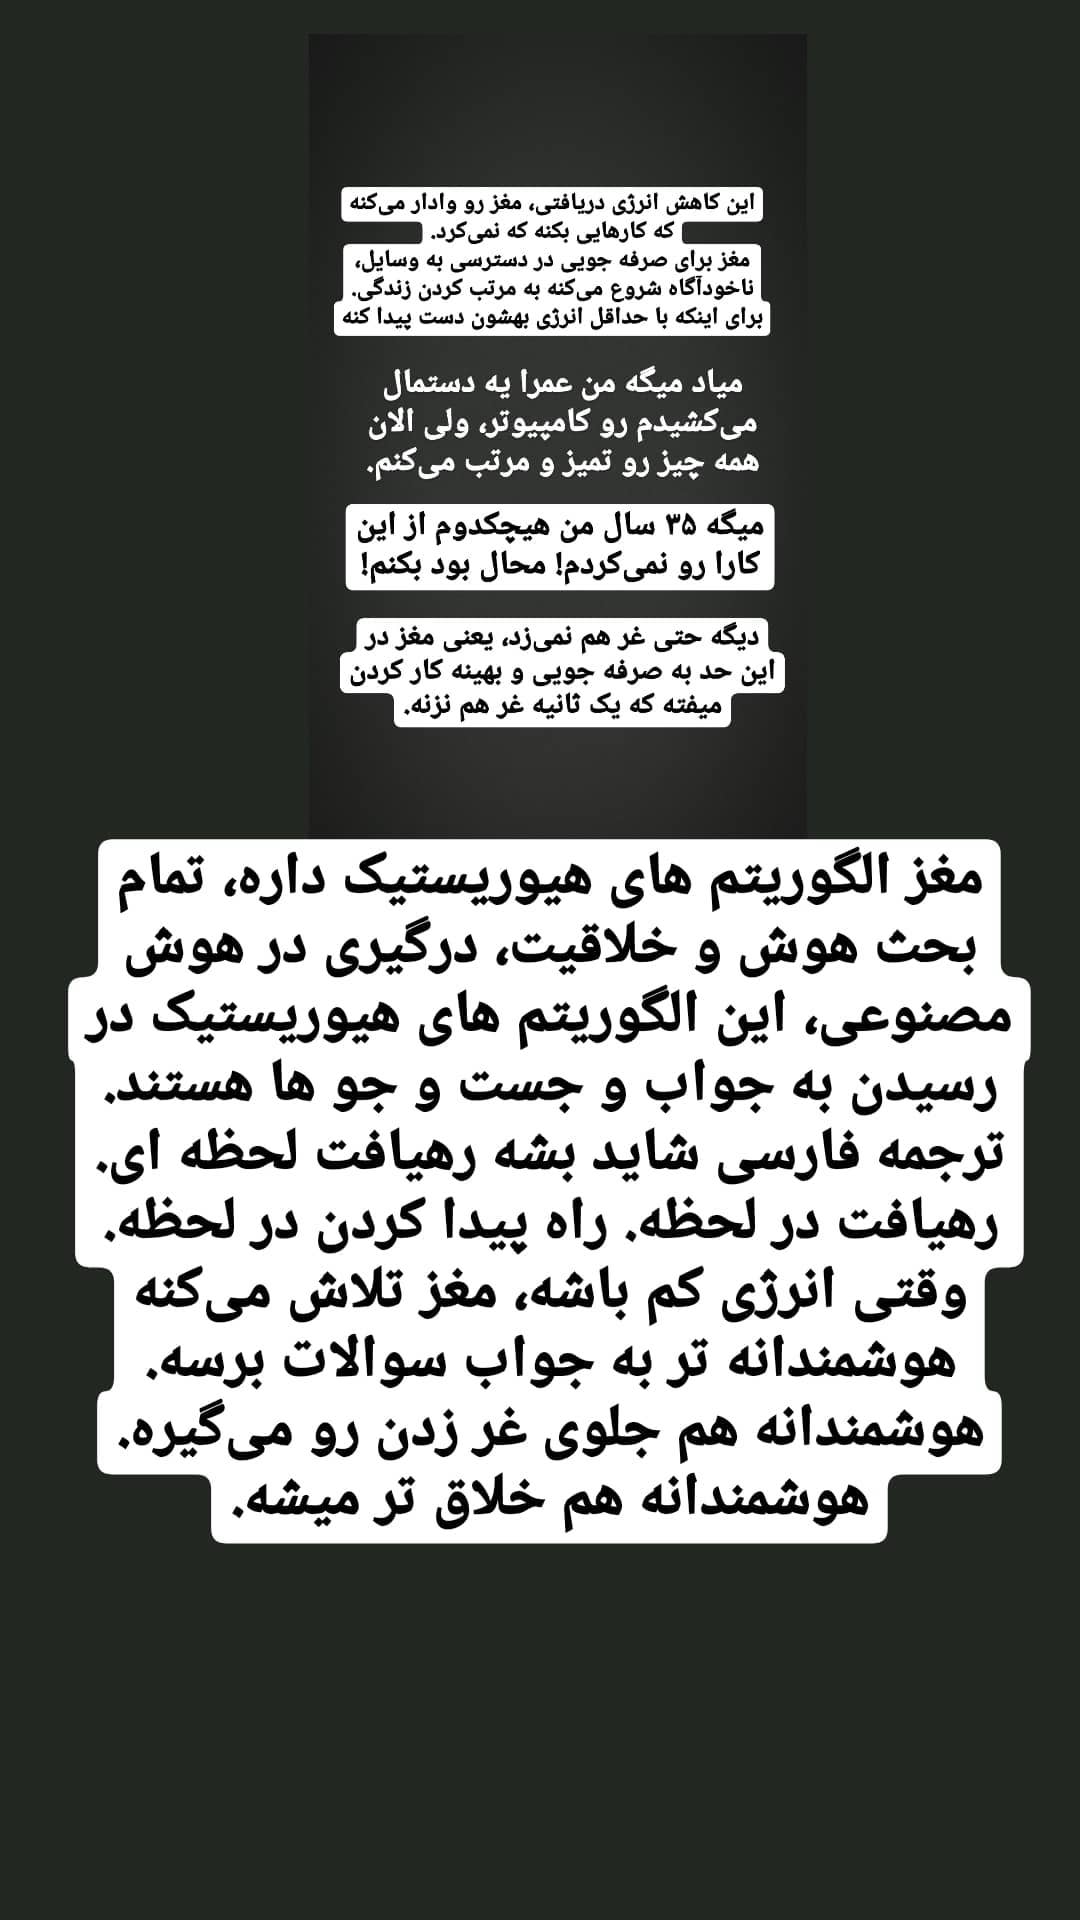 این کاهش انرژی دریافتی، مغز رو وادار می‌کنه
که کارهایی بکنه که نمی‌کرد.
مغز برای صرفه جویی در دسترسی به وسایل،
ناخودآگاه شروع می‌کنه به مرتب کردن زندگی.
برای اینکه با حداقل انرژی بهشون دست پیدا کنه
میاد میگه من عمرا یه دستمال
می‌کشیدم رو کامپیوتر، ولی الان
همه چیز رو تمیز و مرتب می‌کنم.
میگه ۳۵ سال من هیچکدوم از این
کارا رو نمی‌کردم! محال بود بکنم!
دیگه حتی غر هم نمی‌زد، یعنی مغز در
این حد به صرفه جویی و بهینه کار کردن
میفته که یک ثانیه غر هم نزنه.
مغز الگوریتم های هیوریستیک داره، تمام
بحث هوش و خلاقیت، درگیری در هوش
مصنوعی، این الگوریتم های هیوریستیک در
رسیدن به جواب و جست و جو ها هستند.
ترجمه فارسی شاید بشه رهیافت لحظه ای.
رهیافت در لحظه. راه پیدا کردن در لحظه.
وقتی انرژی کم باشه، مغز تلاش می‌کنه
هوشمندانه تر به جواب سوالات برسه.
هوشمندانه هم جلوی غر زدن رو می‌گیره.
هوشمندانه هم خلاق تر میشه.